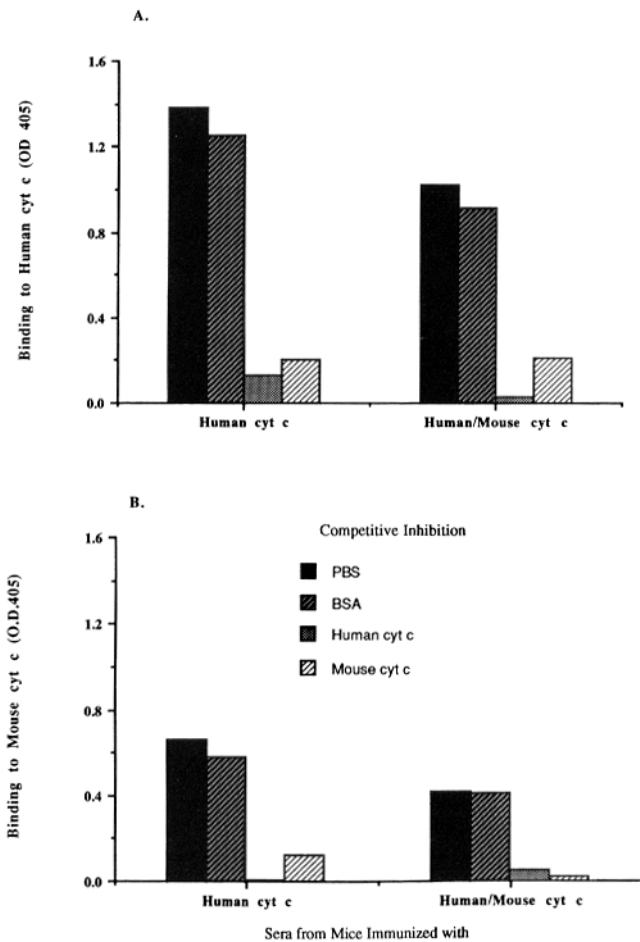 A.
Binding to Human cyt c (OD 405)
1.6
1.2
0.8
0.4
0.0
Human cyt c
Human/Mouse cyt c
B.
Binding to Mouse cyt c (O.D.405)
1.6
1.2
0.8
0.4
0.0
Competitive Inhibition
PBS
BSA
Human cyt c
Mouse cyt c
Human cyt c
Human/Mouse cyt c
Sera from Mice Immunized with